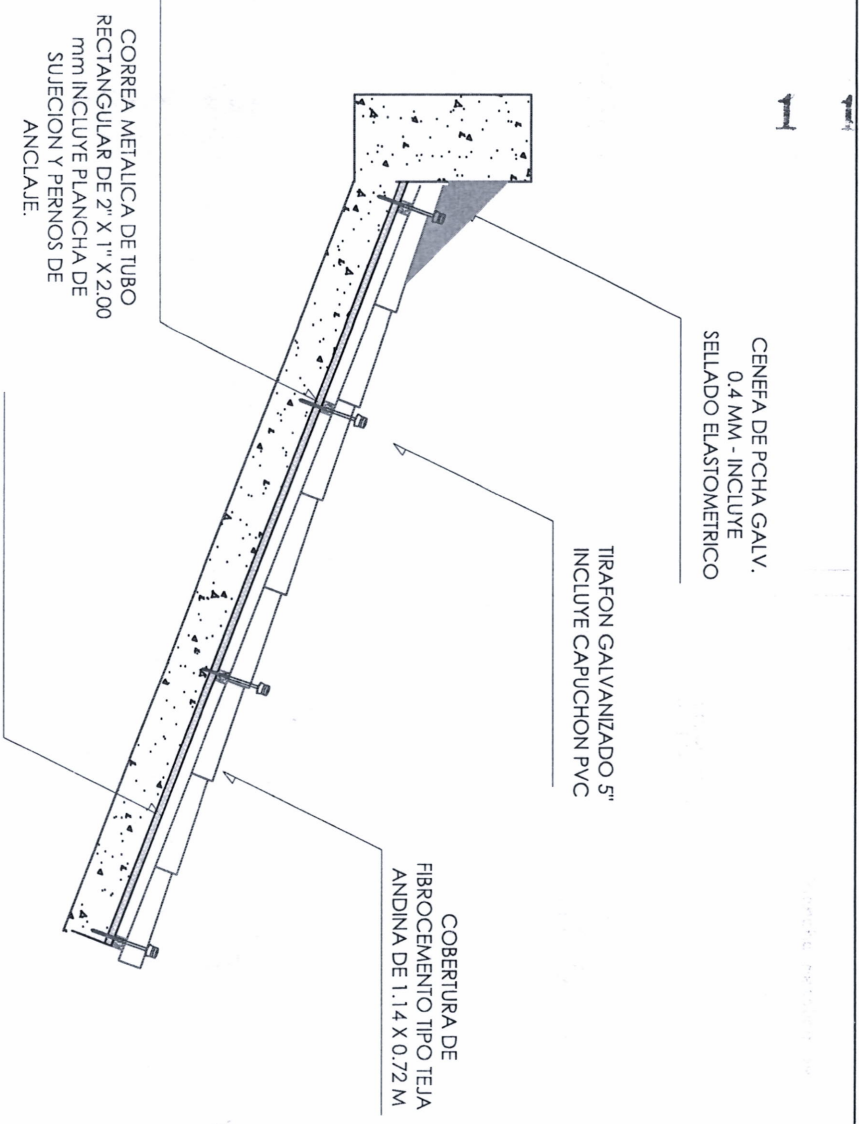 CENEFA DE PCHA GALV.
0.4 MM - INCLUYE
SELLADO ELASTOMETRICO
TIRAFON GALVANIZADO 5"
INCLUYE CAPUCHON PVC
COBERTURA DE
FIBROCEMENTO TIPO TEJA
ANDINA DE 1.14 X 0.72 M
CORREA METALICA DE TUBO
RECTANGULAR DE 2" X 1" X 2.00
mm INCLUYE PLANCHA DE
SUJECION Y PERNOS DE
ANCLAJE.